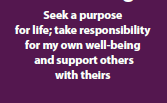 Seek a purpose
for life; take responsibility
for my own well-being
and support others
with theirs